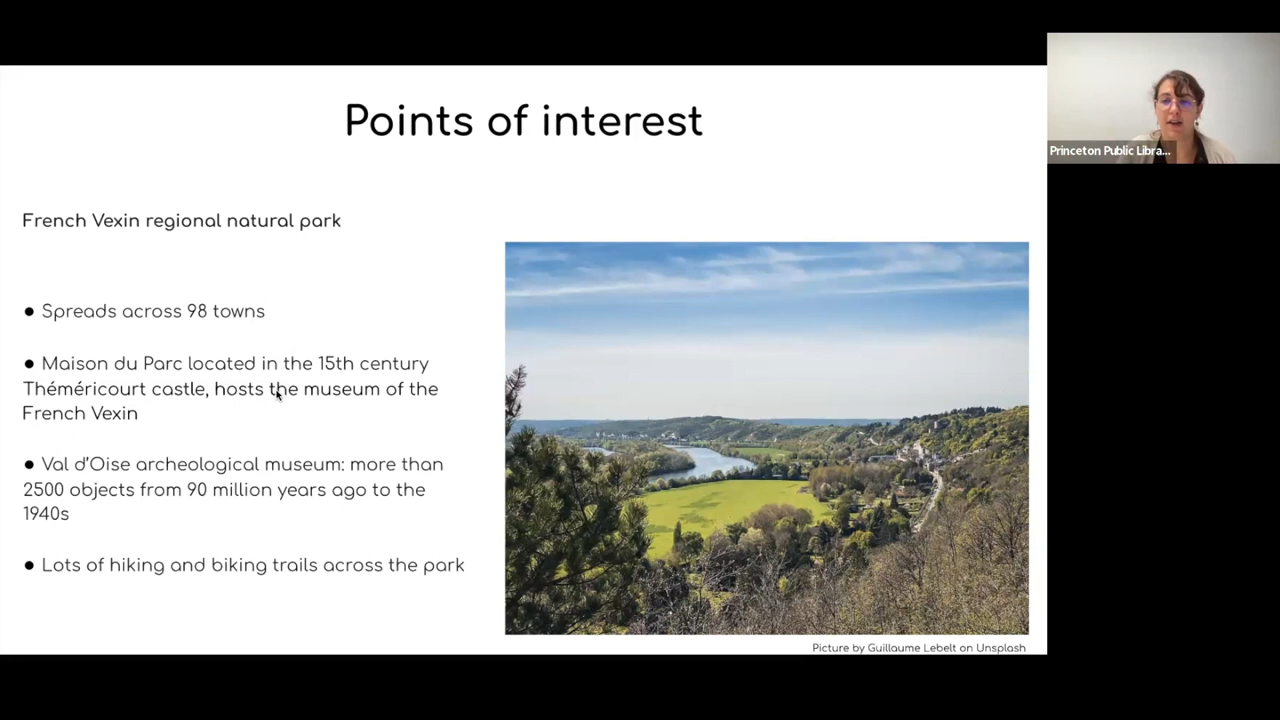 Points of interest
French Vexin regional natural park
● Spreads across 98 towns
● Maison du Parc located in the 15th century
Théméricourt castle, hosts the museum of the
French Vexin
● Val d'Oise archeological museum: more than
2500 objects from 90 million years ago to the
1940s
● Lots of hiking and biking trails across the park
Picture by Guillaume Lebelt on Unsplash
Princeton Public Libra...